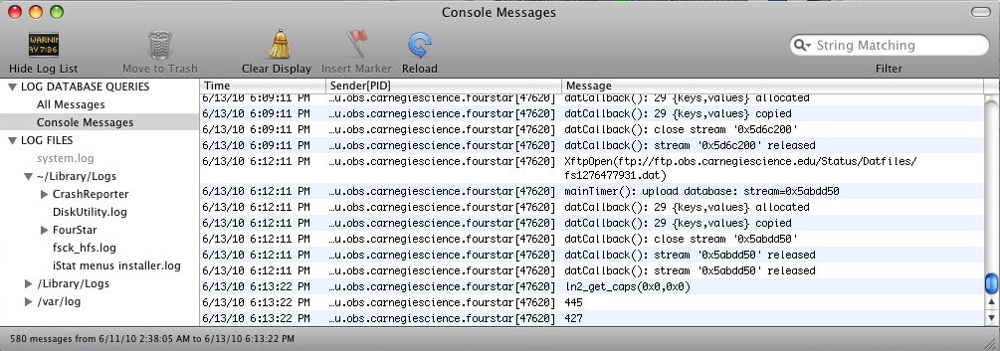 Console Messages
WARNIN
AY 7:36
Hide Log List
Move to Trash
Clear Display
Insert Marker
Reload
String Matching
Filter
LOG DATABASE QUERIES
All Messages
Console Messages
LOG FILES
system.log
~/Library/Logs
CrashReporter
DiskUtility.log
FourStar
fsck_hfs.log
iStat menus installer.log
/Library/Logs
/var/log
Time Sender[PID] Message
6/13/10 6:09:11 PM ...u.obs.carnegiescience.fourstar[47620] datCallback(): 29 {keys,values} allocated
6/13/10 6:09:11 PM ...u.obs.carnegiescience.fourstar[47620] datCallback(): 29 {keys,values} copied
6/13/10 6:09:11 PM ...u.obs.carnegiescience.fourstar[47620] datCallback(): close stream '0x5d6c200'
6/13/10 6:09:11 PM ...u.obs.carnegiescience.fourstar[47620] datCallback(): stream '0x5d6c200' released
6/13/10 6:12:11 PM ...u.obs.carnegiescience.fourstar[47620] XftpOpen(ftp://ftp.obs.carnegiescience.edu/Status/Datfiles/
fs1276477931.dat)
6/13/10 6:12:11 PM ...u.obs.carnegiescience.fourstar[47620] mainTimer(): upload database: stream=0x5abdd50
6/13/10 6:12:11 PM ...u.obs.carnegiescience.fourstar[47620] datCallback(): 29 {keys,values} allocated
6/13/10 6:12:11 PM ...u.obs.carnegiescience.fourstar[47620] datCallback(): 29 {keys,values} copied
6/13/10 6:12:11 PM ...u.obs.carnegiescience.fourstar[47620] datCallback(): close stream '0x5abdd50'
6/13/10 6:12:11 PM ...u.obs.carnegiescience.fourstar[47620] datCallback(): stream '0x5abdd50' released
6/13/10 6:12:11 PM ...u.obs.carnegiescience.fourstar[47620] datCallback(): stream '0x5abdd50' released
6/13/10 6:13:22 PM ...u.obs.carnegiescience.fourstar[47620] ln2_get_caps(0x0,0x0)
6/13/10 6:13:22 PM ...u.obs.carnegiescience.fourstar[47620] 445
6/13/10 6:13:22 PM ...u.obs.carnegiescience.fourstar[47620] 427
580 messages from 6/11/10 2:38:05 AM to 6/13/10 6:13:22 PM